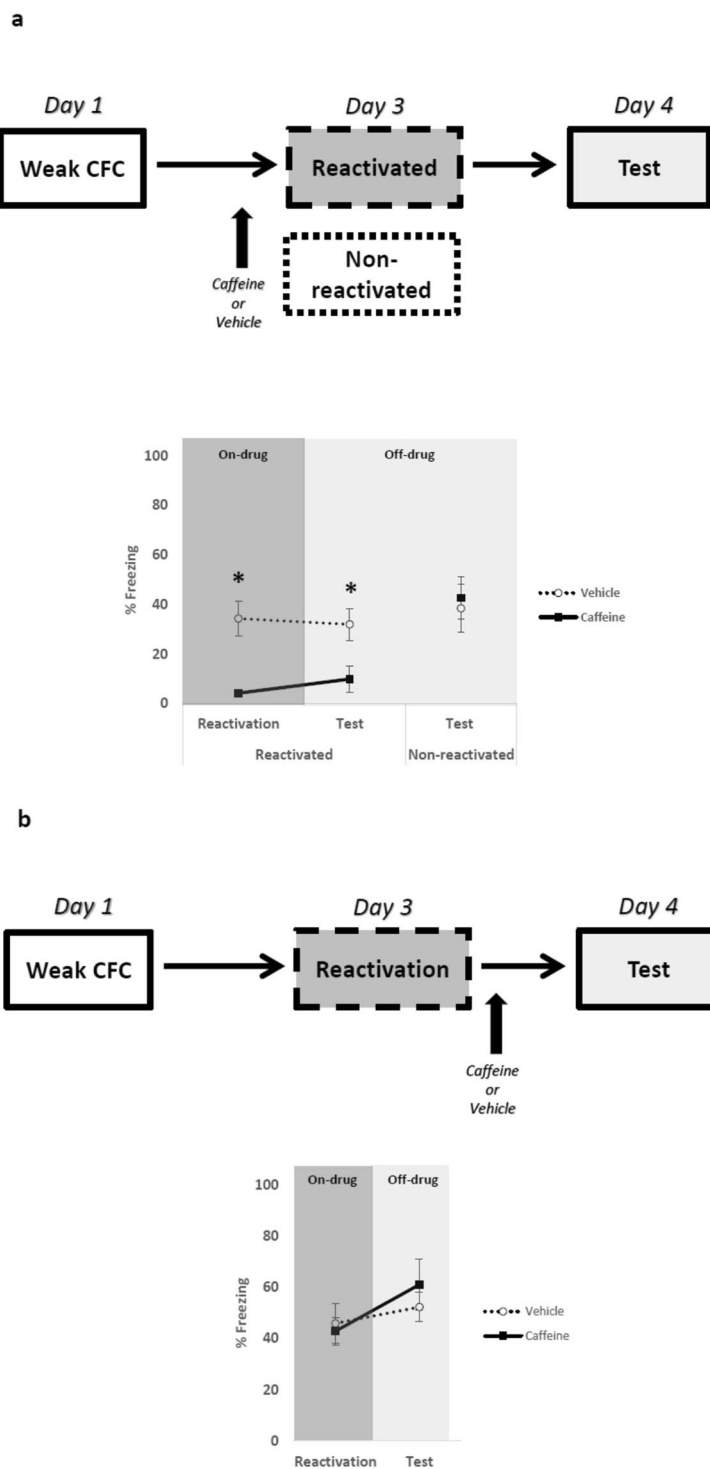 a
Day 1
Day 3
Day 4
Weak CFC
Reactivated
Test
Non-
reactivated
Caffeine
or
Vehicle
100
80
60
40
20
0
% Freezing
On-drug
Off-drug
*
*
Vehicle
Caffeine
Reactivation
Test
Test
Reactivated
Non-reactivated
b
Day 1
Day 3
Day 4
Weak CFC
Reactivation
Test
Caffeine
or
Vehicle
100
80
60
40
20
0
% Freezing
On-drug
Off-drug
Vehicle
Caffeine
Reactivation
Test